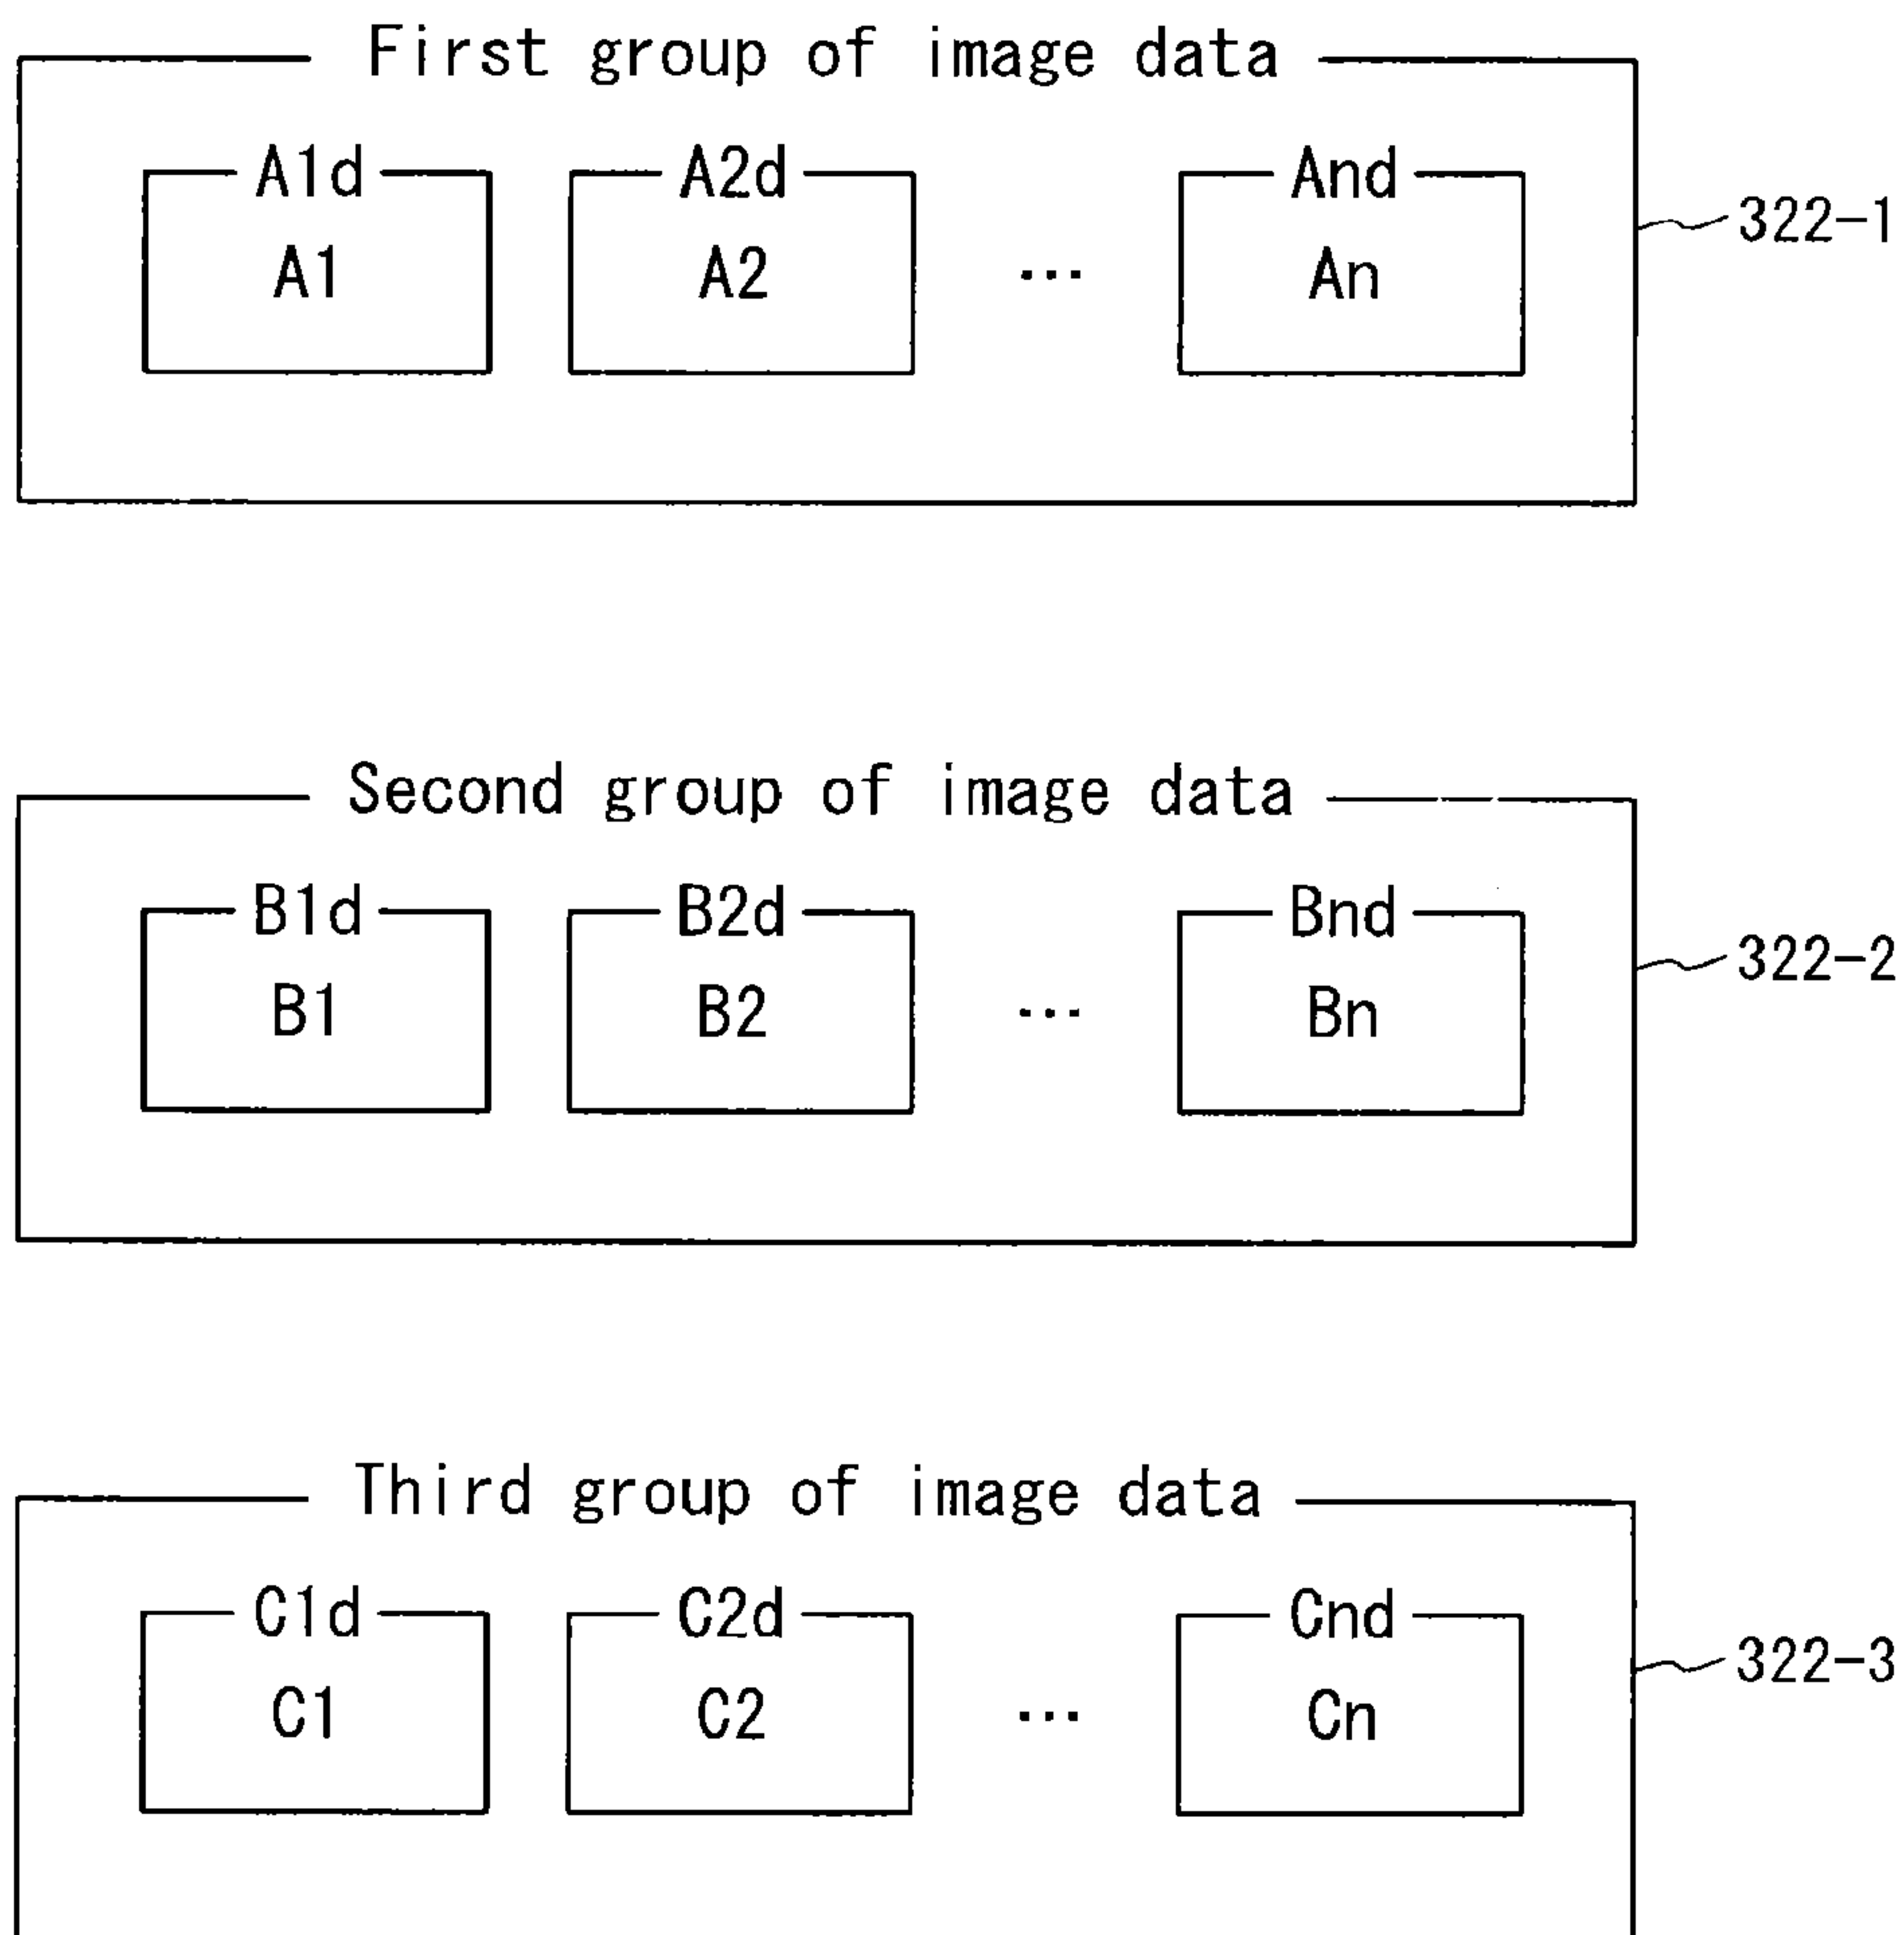 First group of image data
A1d A2d And
A1 A2 ... An
322-1
Second group of image data
B1d B2d Bnd
B1 B2 ... Bn
322-2
Third group of image data
C1d C2d Cnd
C1 C2 ... Cn
322-3